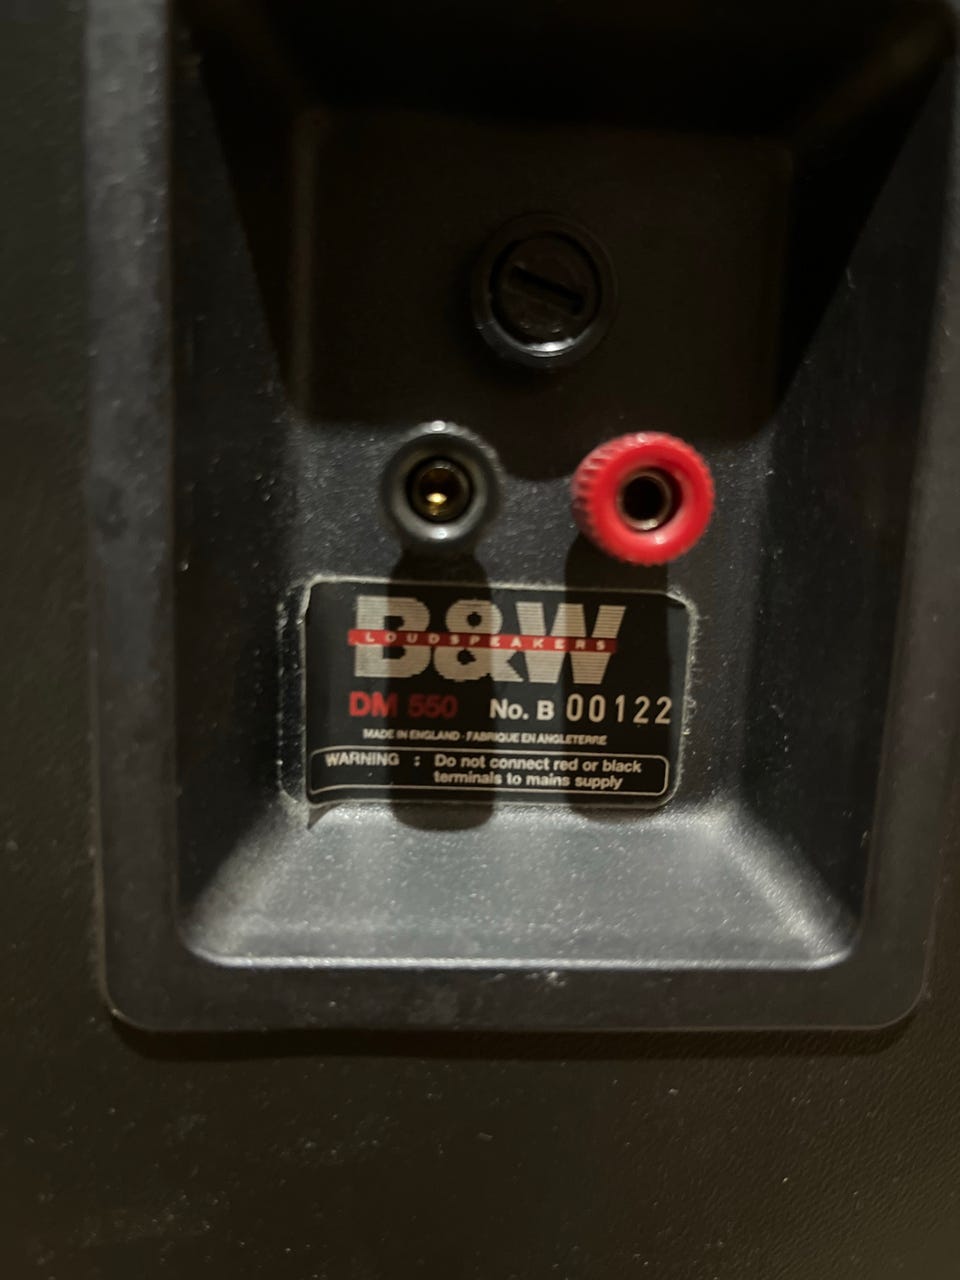 B&W
LOUDSPEAKERS
DM 550 No. B 00122
MADE IN ENGLAND · FABRIQUE EN ANGLETERRE
WARNING : Do not connect red or black
terminals to mains supply